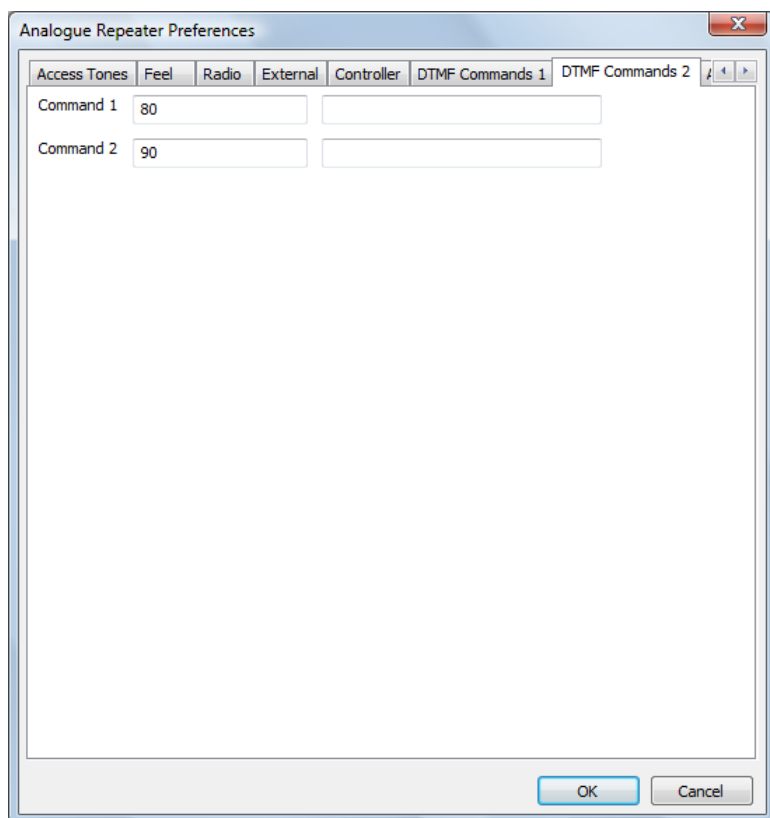 Analogue Repeater Preferences
Access Tones Feel Radio External Controller DTMF Commands 1 DTMF Commands 2
Command 1 80
Command 2 90
OK Cancel